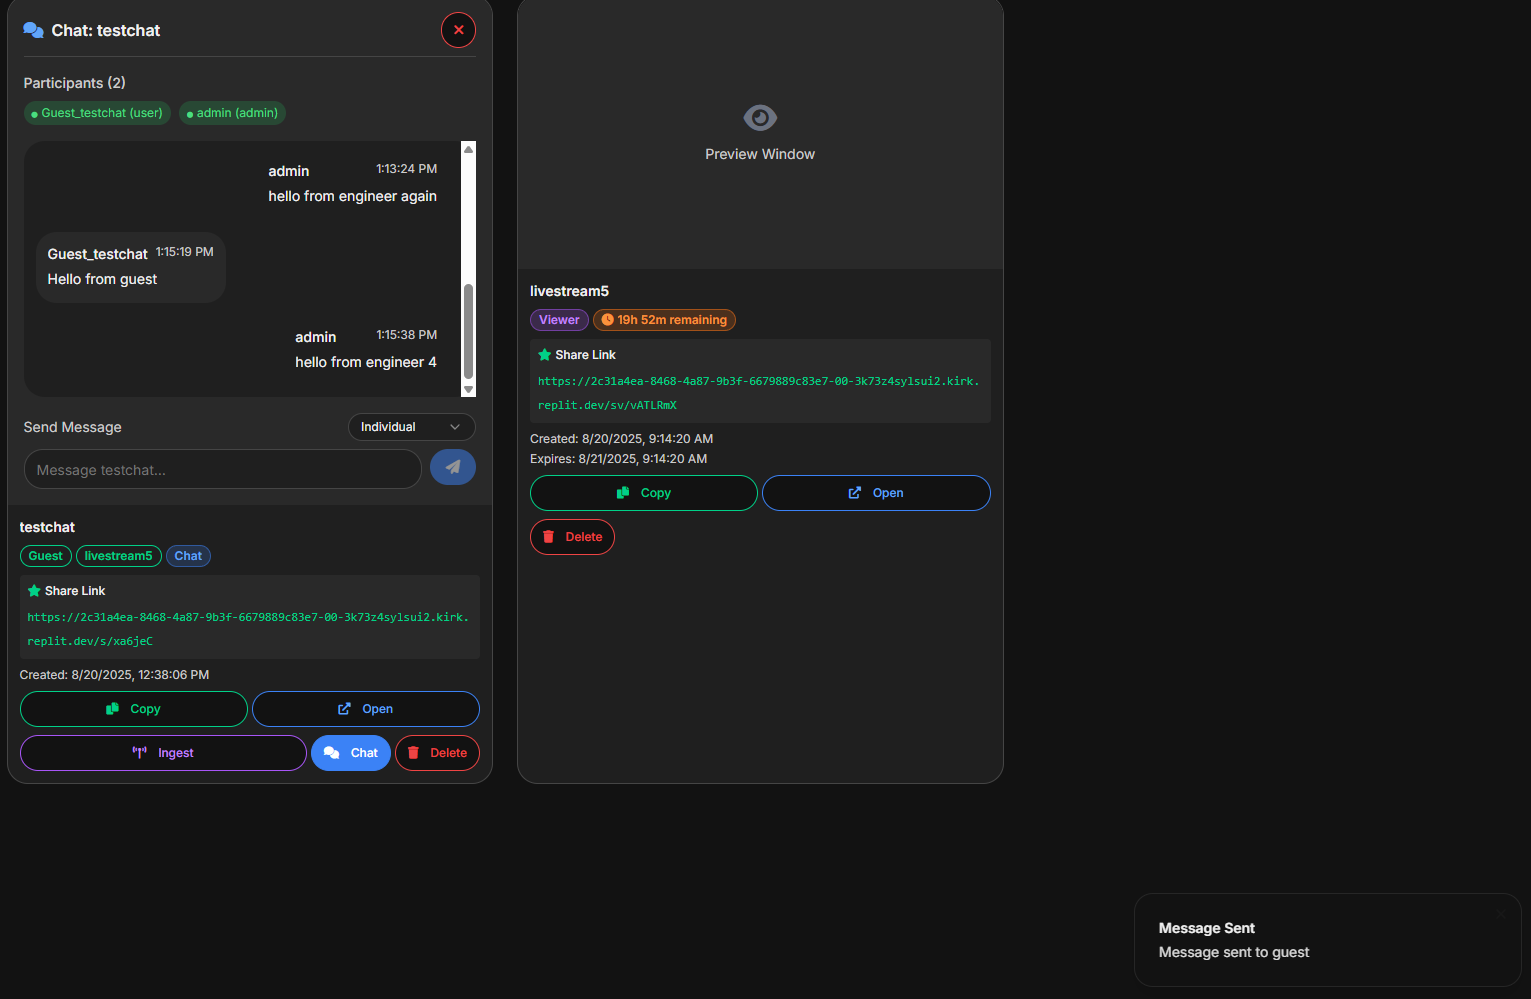 Chat: testchat
Participants (2)
Guest_testchat (user)
admin (admin)
admin 1:13:24 PM
hello from engineer again
Guest_testchat 1:15:19 PM
Hello from guest
admin 1:15:38 PM
hello from engineer 4
Send Message
Individual
Message testchat...
testchat
Guest
livestream5
Chat
Share Link
https://2c31a4ea-8468-4a87-9b3f-6679889c83e7-00-3k73z4sylsui2.kirk.
replit.dev/s/xa6jeC
Created: 8/20/2025, 12:38:06 PM
Copy
Open
Ingest
Chat
Delete
Preview Window
livestream5
Viewer
19h 52m remaining
Share Link
https://2c31a4ea-8468-4a87-9b3f-6679889c83e7-00-3k73z4sylsui2.kirk.
replit.dev/sv/vATLRmX
Created: 8/20/2025, 9:14:20 AM
Expires: 8/21/2025, 9:14:20 AM
Copy
Open
Delete
Message Sent
Message sent to guest